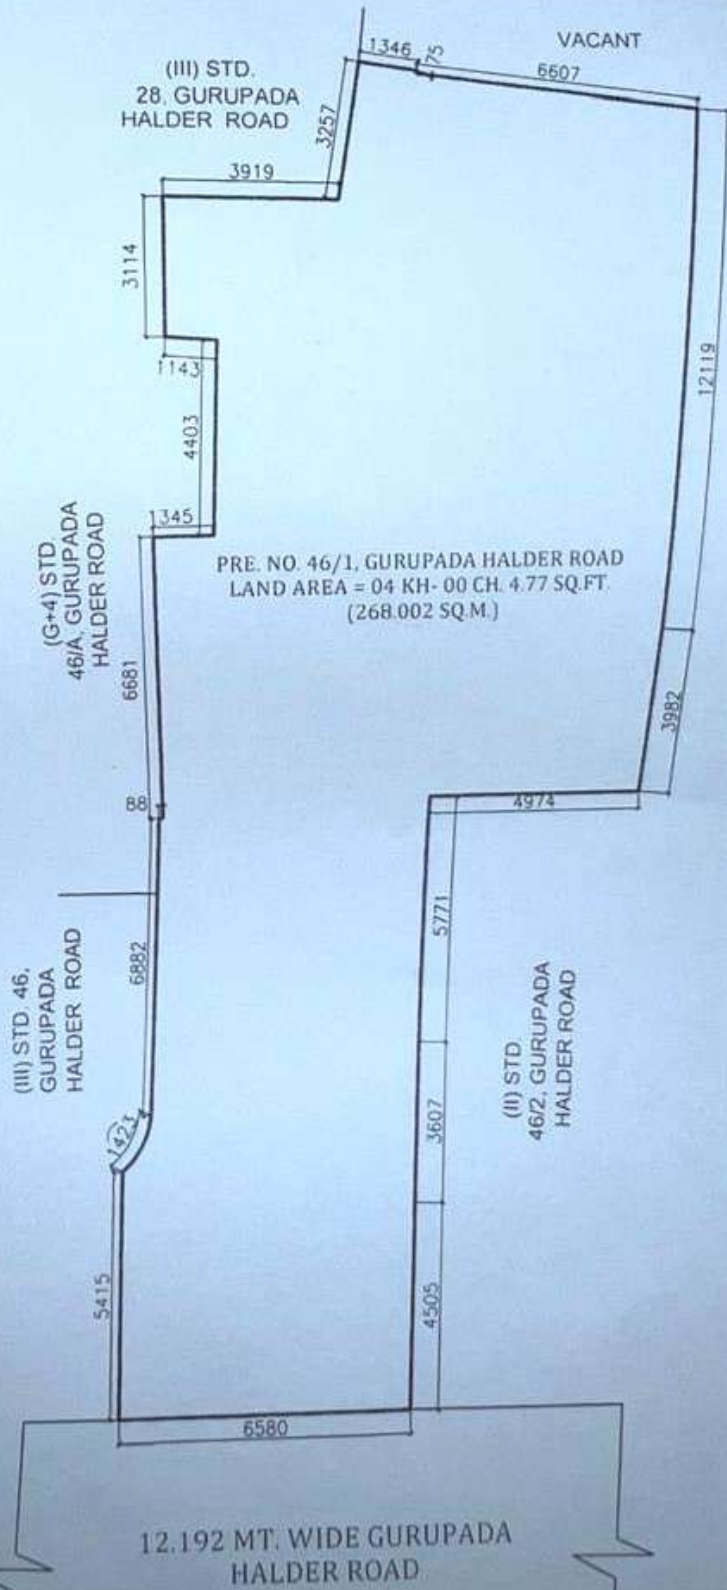 VACANT
1346
75
6607
(III) STD.
28, GURUPADA
HALDER ROAD
3257
3919
3114
1143
4403
12119
1345
(G+4) STD.
46/A, GURUPADA
HALDER ROAD
PRE. NO. 46/1, GURUPADA HALDER ROAD
LAND AREA = 04 KH- 00 CH. 4.77 SQ.FT.
(268.002 SQ.M.)
6681
3982
88
4974
5771
6882
(III) STD. 46,
GURUPADA
HALDER ROAD
(II) STD.
46/2, GURUPADA
HALDER ROAD
3607
1423
5415
4505
6580
12.192 MT. WIDE GURUPADA
HALDER ROAD